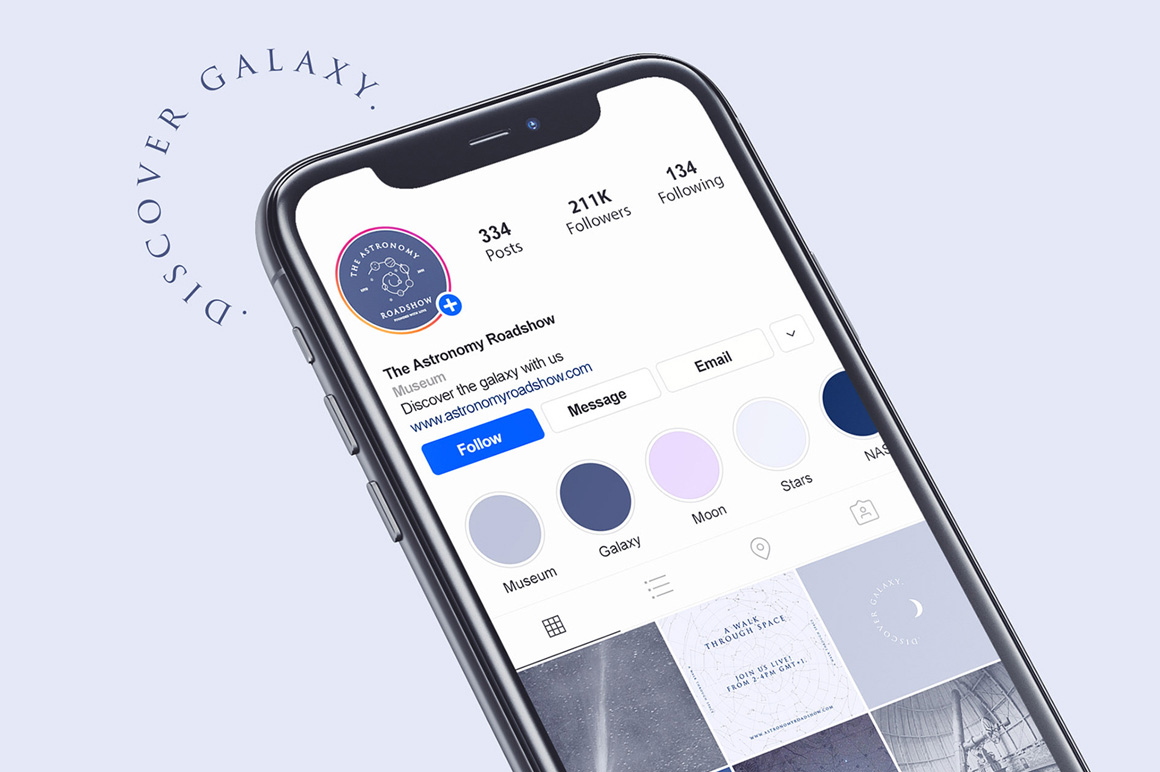 .DISCOVER GALAXY.
334
Posts
211K
Followers
134
Following
THE ASTRONOMY
ROADSHOW
The Astronomy Roadshow
Museum
Discover the galaxy with us
www.astronomyroadshow.com
Follow
Message
Email
Museum
Galaxy
Moon
Stars
NAS
A WALK
THROUGH SPACE
JOIN US LIVE!
FROM 2-4PM GMT+1.
WWW.ASTRONOMYROADSHOW.COM
.DISCOVER GALAXY.